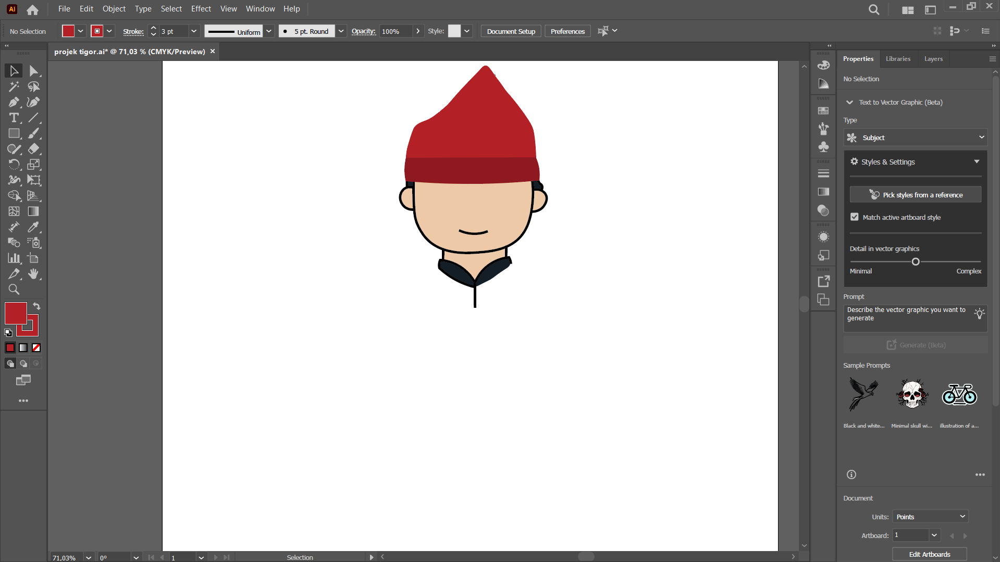 Ai File Edit Object Type Select Effect View Window Help
No Selection Stroke: 3 pt Uniform 5 pt. Round Opacity: 100% Style: Document Setup Preferences
projek tigor.ai* @ 71,03 % (CMYK/Preview)
Properties Libraries Layers
No Selection
Text to Vector Graphic (Beta)
Type
Subject
Styles & Settings
Pick styles from a reference
Match active artboard style
Detail in vector graphics
Minimal Complex
Prompt
Describe the vector graphic you want to
generate
Generate (Beta)
Sample Prompts
Black and white... Minimal skull wi... illustration of a...
Document
Units: Points
Artboard: 1
Edit Artboards
71,03% 0° 1 Selection